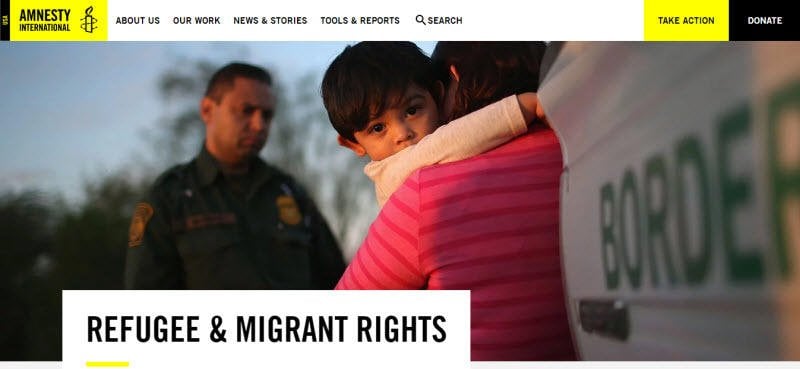 USA
AMNESTY
INTERNATIONAL
ABOUT US OUR WORK NEWS & STORIES TOOLS & REPORTS SEARCH
TAKE ACTION DONATE
BORDER
REFUGEE & MIGRANT RIGHTS